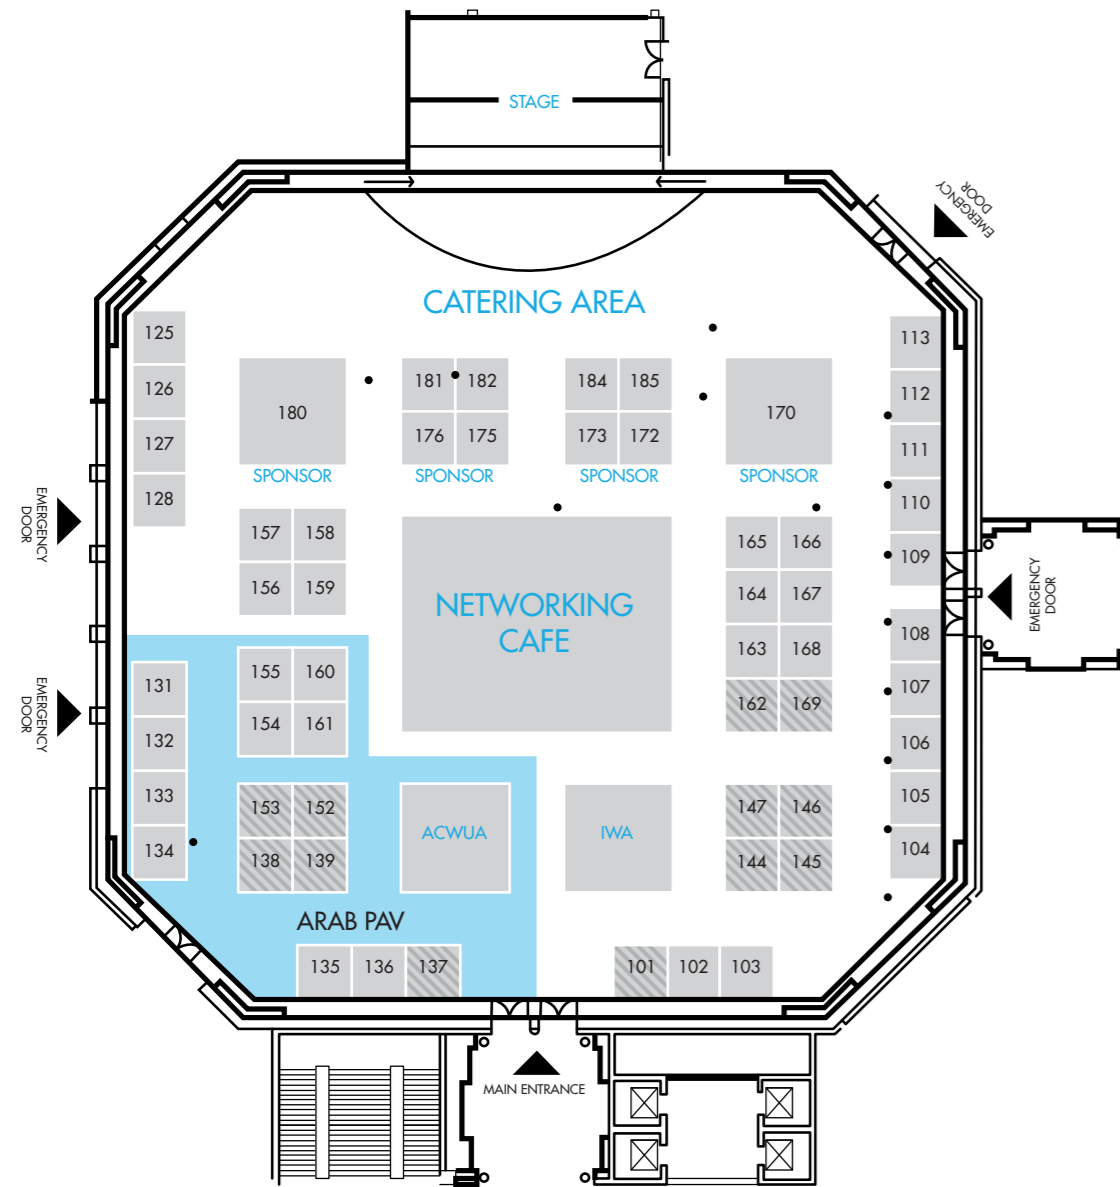 STAGE
EMERGENCY
DOOR
CATERING AREA
125
113
126
112
127
111
128
110
109
180
181 182
176 175
184 185
173 172
170
SPONSOR
SPONSOR
SPONSOR
SPONSOR
EMERGENCY
DOOR
157 158
156 159
NETWORKING
CAFE
165 166
164 167
163 168
162 169
EMERGENCY
DOOR
108
107
106
105
104
EMERGENCY
DOOR
131
132
133
134
155 160
154 161
153 152
138 139
ACWUA
IWA
147 146
144 145
ARAB PAV
135 136 137
101 102 103
MAIN ENTRANCE